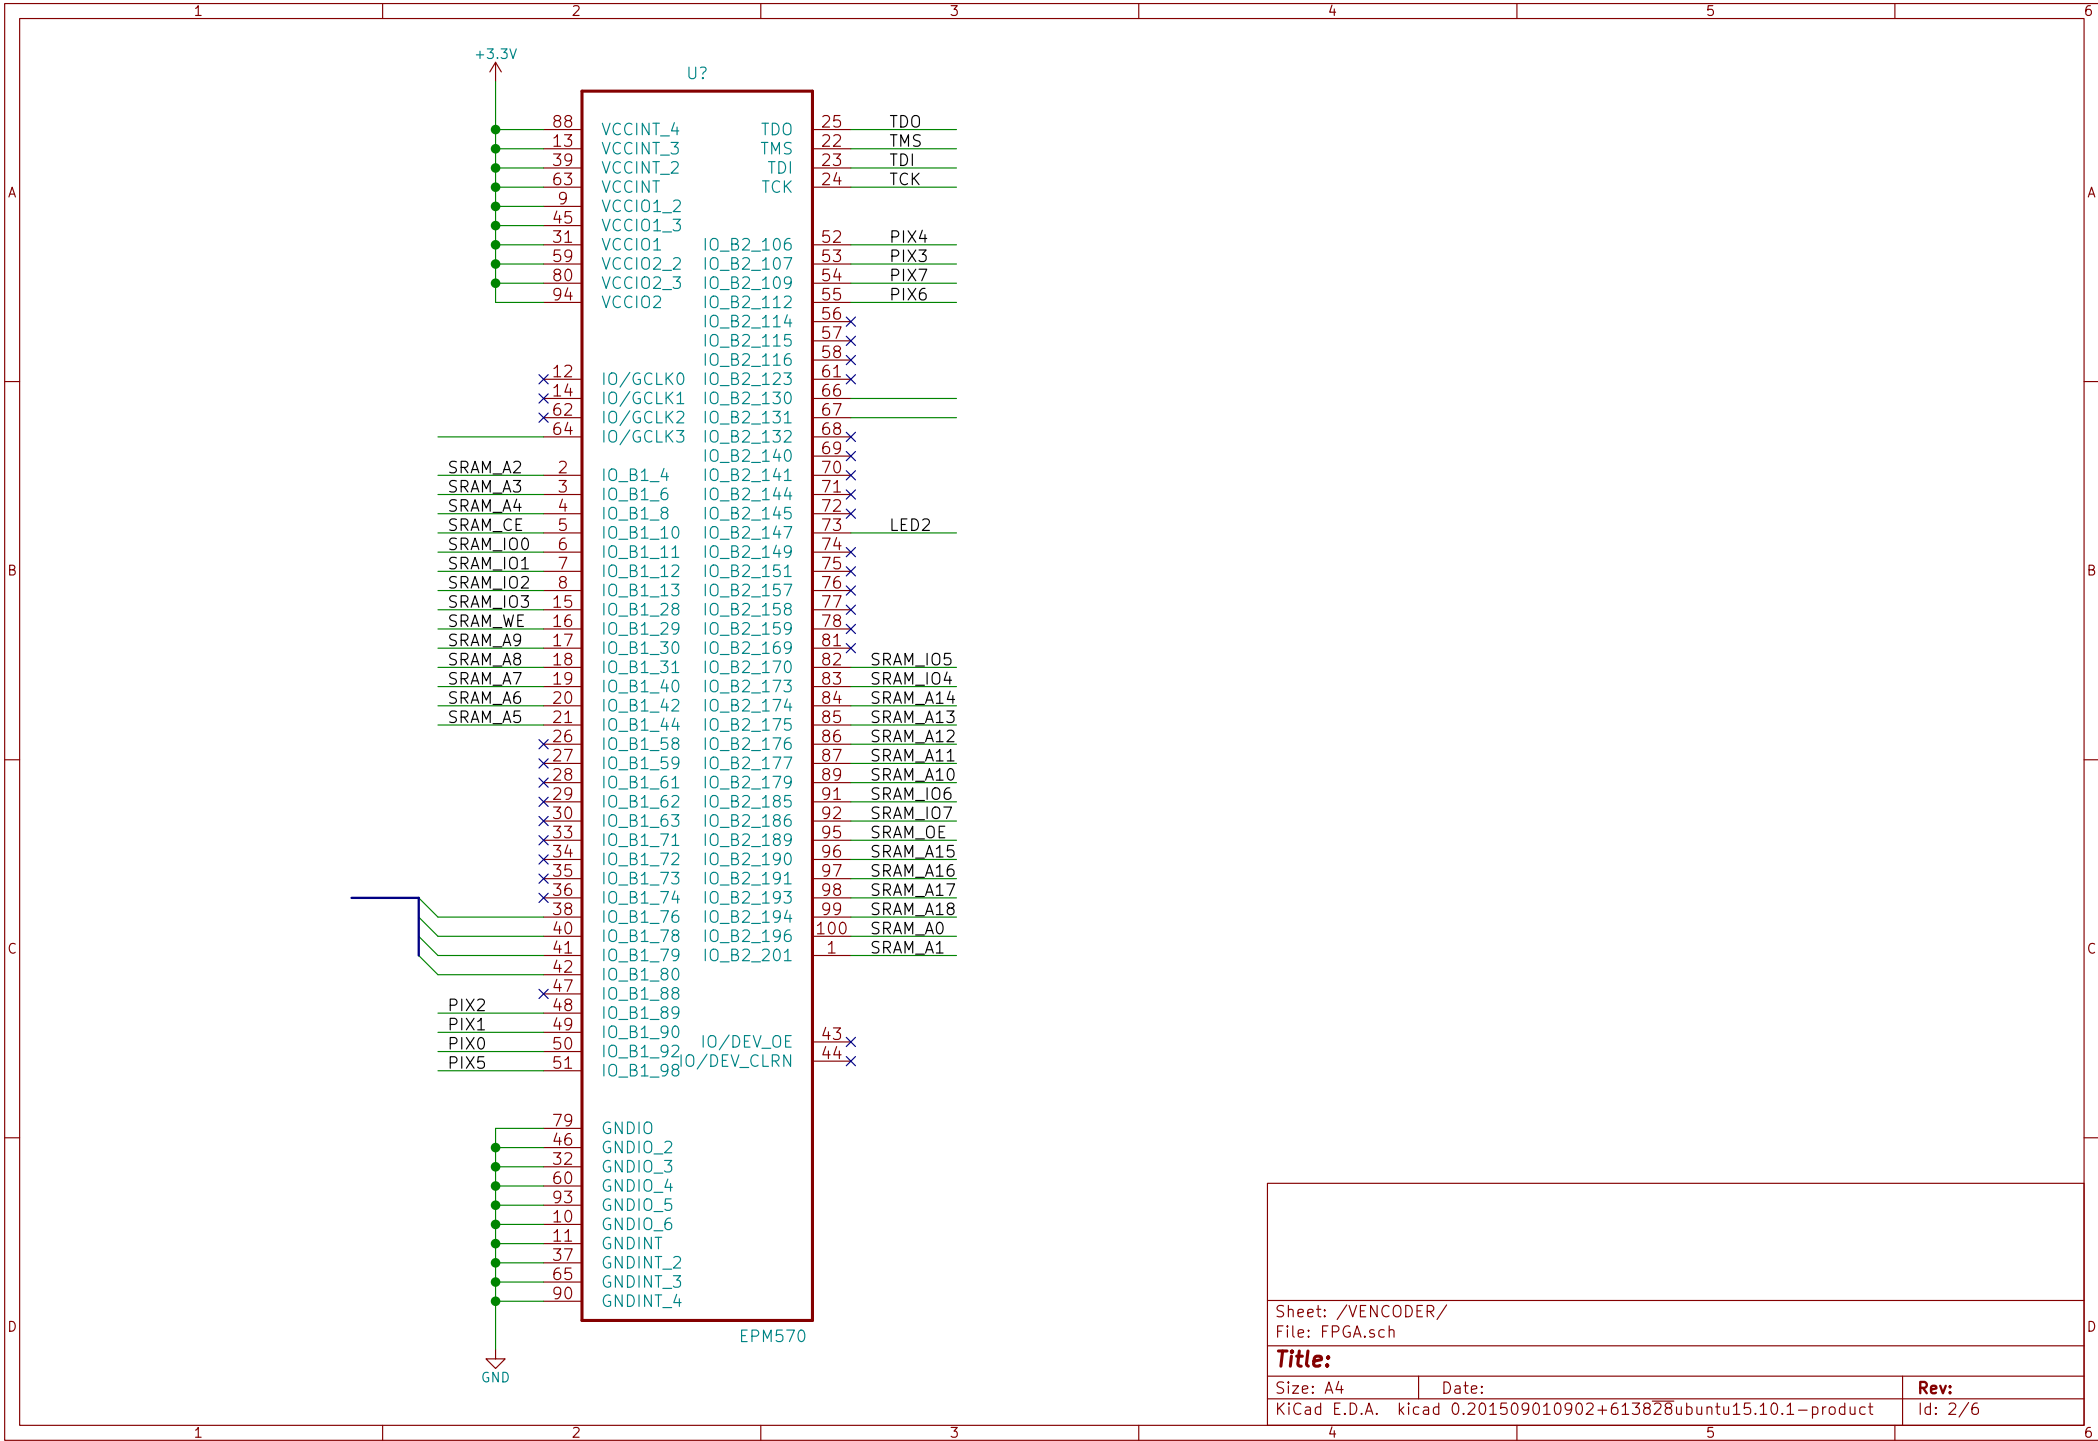 1 2 3 4 5 6
+3.3V
U?
88 VCCINT_4 TDO 25 TDO
13 VCCINT_3 TMS 22 TMS
39 VCCINT_2 TDI 23 TDI
63 VCCINT TCK 24 TCK
A A
9 VCCIO1_2
45 VCCIO1_3
31 VCCIO1 IO_B2_106 52 PIX4
59 VCCIO2_2 IO_B2_107 53 PIX3
80 VCCIO2_3 IO_B2_109 54 PIX7
94 VCCIO2 IO_B2_112 55 PIX6
IO_B2_114 56
IO_B2_115 57
IO_B2_116 58
12 IO/GCLK0 IO_B2_123 61
14 IO/GCLK1 IO_B2_130 66
62 IO/GCLK2 IO_B2_131 67
64 IO/GCLK3 IO_B2_132 68
IO_B2_140 69
SRAM_A2 2 IO_B1_4 IO_B2_141 70
SRAM_A3 3 IO_B1_6 IO_B2_144 71
SRAM_A4 4 IO_B1_8 IO_B2_145 72
SRAM_CE 5 IO_B1_10 IO_B2_147 73 LED2
SRAM_IO0 6 IO_B1_11 IO_B2_149 74
B SRAM_IO1 7 IO_B1_12 IO_B2_151 75 B
SRAM_IO2 8 IO_B1_13 IO_B2_157 76
SRAM_IO3 15 IO_B1_28 IO_B2_158 77
SRAM_WE 16 IO_B1_29 IO_B2_159 78
SRAM_A9 17 IO_B1_30 IO_B2_169 81
SRAM_A8 18 IO_B1_31 IO_B2_170 82 SRAM_IO5
SRAM_A7 19 IO_B1_40 IO_B2_173 83 SRAM_IO4
SRAM_A6 20 IO_B1_42 IO_B2_174 84 SRAM_A14
SRAM_A5 21 IO_B1_44 IO_B2_175 85 SRAM_A13
26 IO_B1_58 IO_B2_176 86 SRAM_A12
27 IO_B1_59 IO_B2_177 87 SRAM_A11
28 IO_B1_61 IO_B2_179 89 SRAM_A10
29 IO_B1_62 IO_B2_185 91 SRAM_IO6
30 IO_B1_63 IO_B2_186 92 SRAM_IO7
33 IO_B1_71 IO_B2_189 95 SRAM_OE
34 IO_B1_72 IO_B2_190 96 SRAM_A15
35 IO_B1_73 IO_B2_191 97 SRAM_A16
36 IO_B1_74 IO_B2_193 98 SRAM_A17
38 IO_B1_76 IO_B2_194 99 SRAM_A18
40 IO_B1_78 IO_B2_196 100 SRAM_A0
C 41 IO_B1_79 IO_B2_201 1 SRAM_A1 C
42 IO_B1_80
47 IO_B1_88
PIX2 48 IO_B1_89
PIX1 49 IO_B1_90
PIX0 50 IO_B1_92 IO/DEV_OE 43
PIX5 51 IO_B1_98 IO/DEV_CLRN 44
79 GNDIO
46 GNDIO_2
32 GNDIO_3
60 GNDIO_4
93 GNDIO_5
10 GNDIO_6
11 GNDINT
37 GNDINT_2
65 GNDINT_3
90 GNDINT_4
D D
EPM570
GND
Sheet: /VENCODER/
File: FPGA.sch
Title:
Size: A4 Date: Rev:
KiCad E.D.A. kicad 0.201509010902+613828ubuntu15.10.1-product Id: 2/6
1 2 3 4 5 6